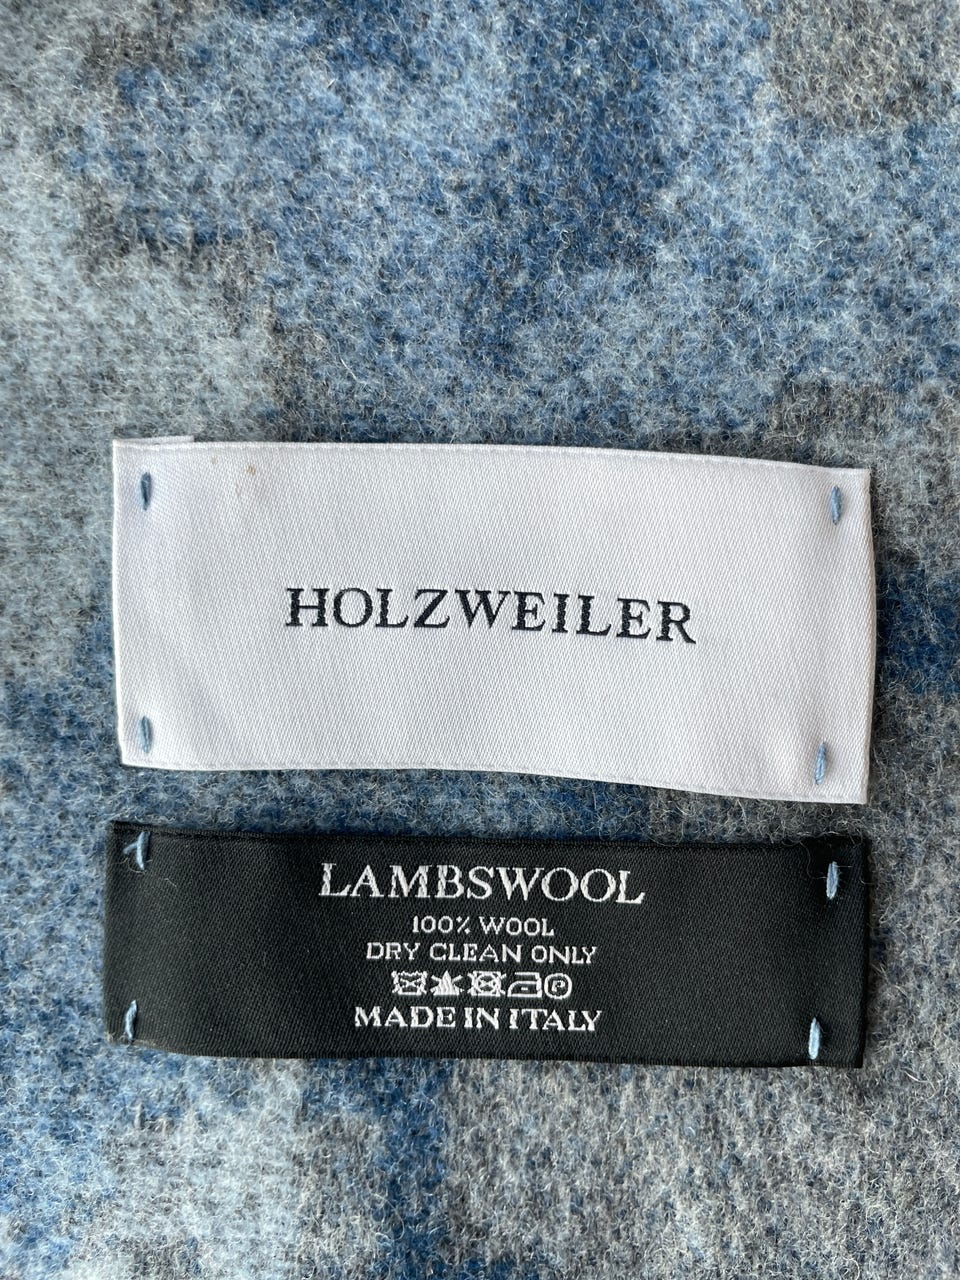 HOLZWEILER
LAMBSWOOL
100% WOOL
DRY CLEAN ONLY
P
MADE IN ITALY